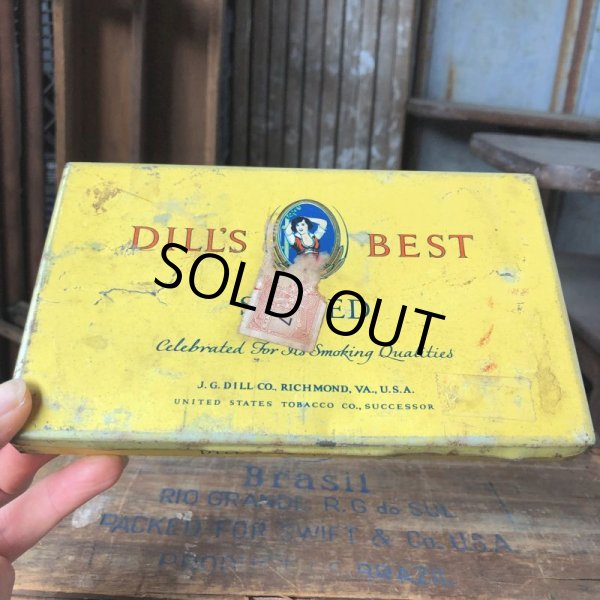 DILL'S BEST
SOLD OUT
Celebrated For Its Smoking Qualities
J. G. DILL CO., RICHMOND, VA., U.S.A.
UNITED STATES TOBACCO CO., SUCCESSOR
Brasil
RIO GRANDE R.G do SUL
PACKED FOR SWIFT & Co. U.S.A.